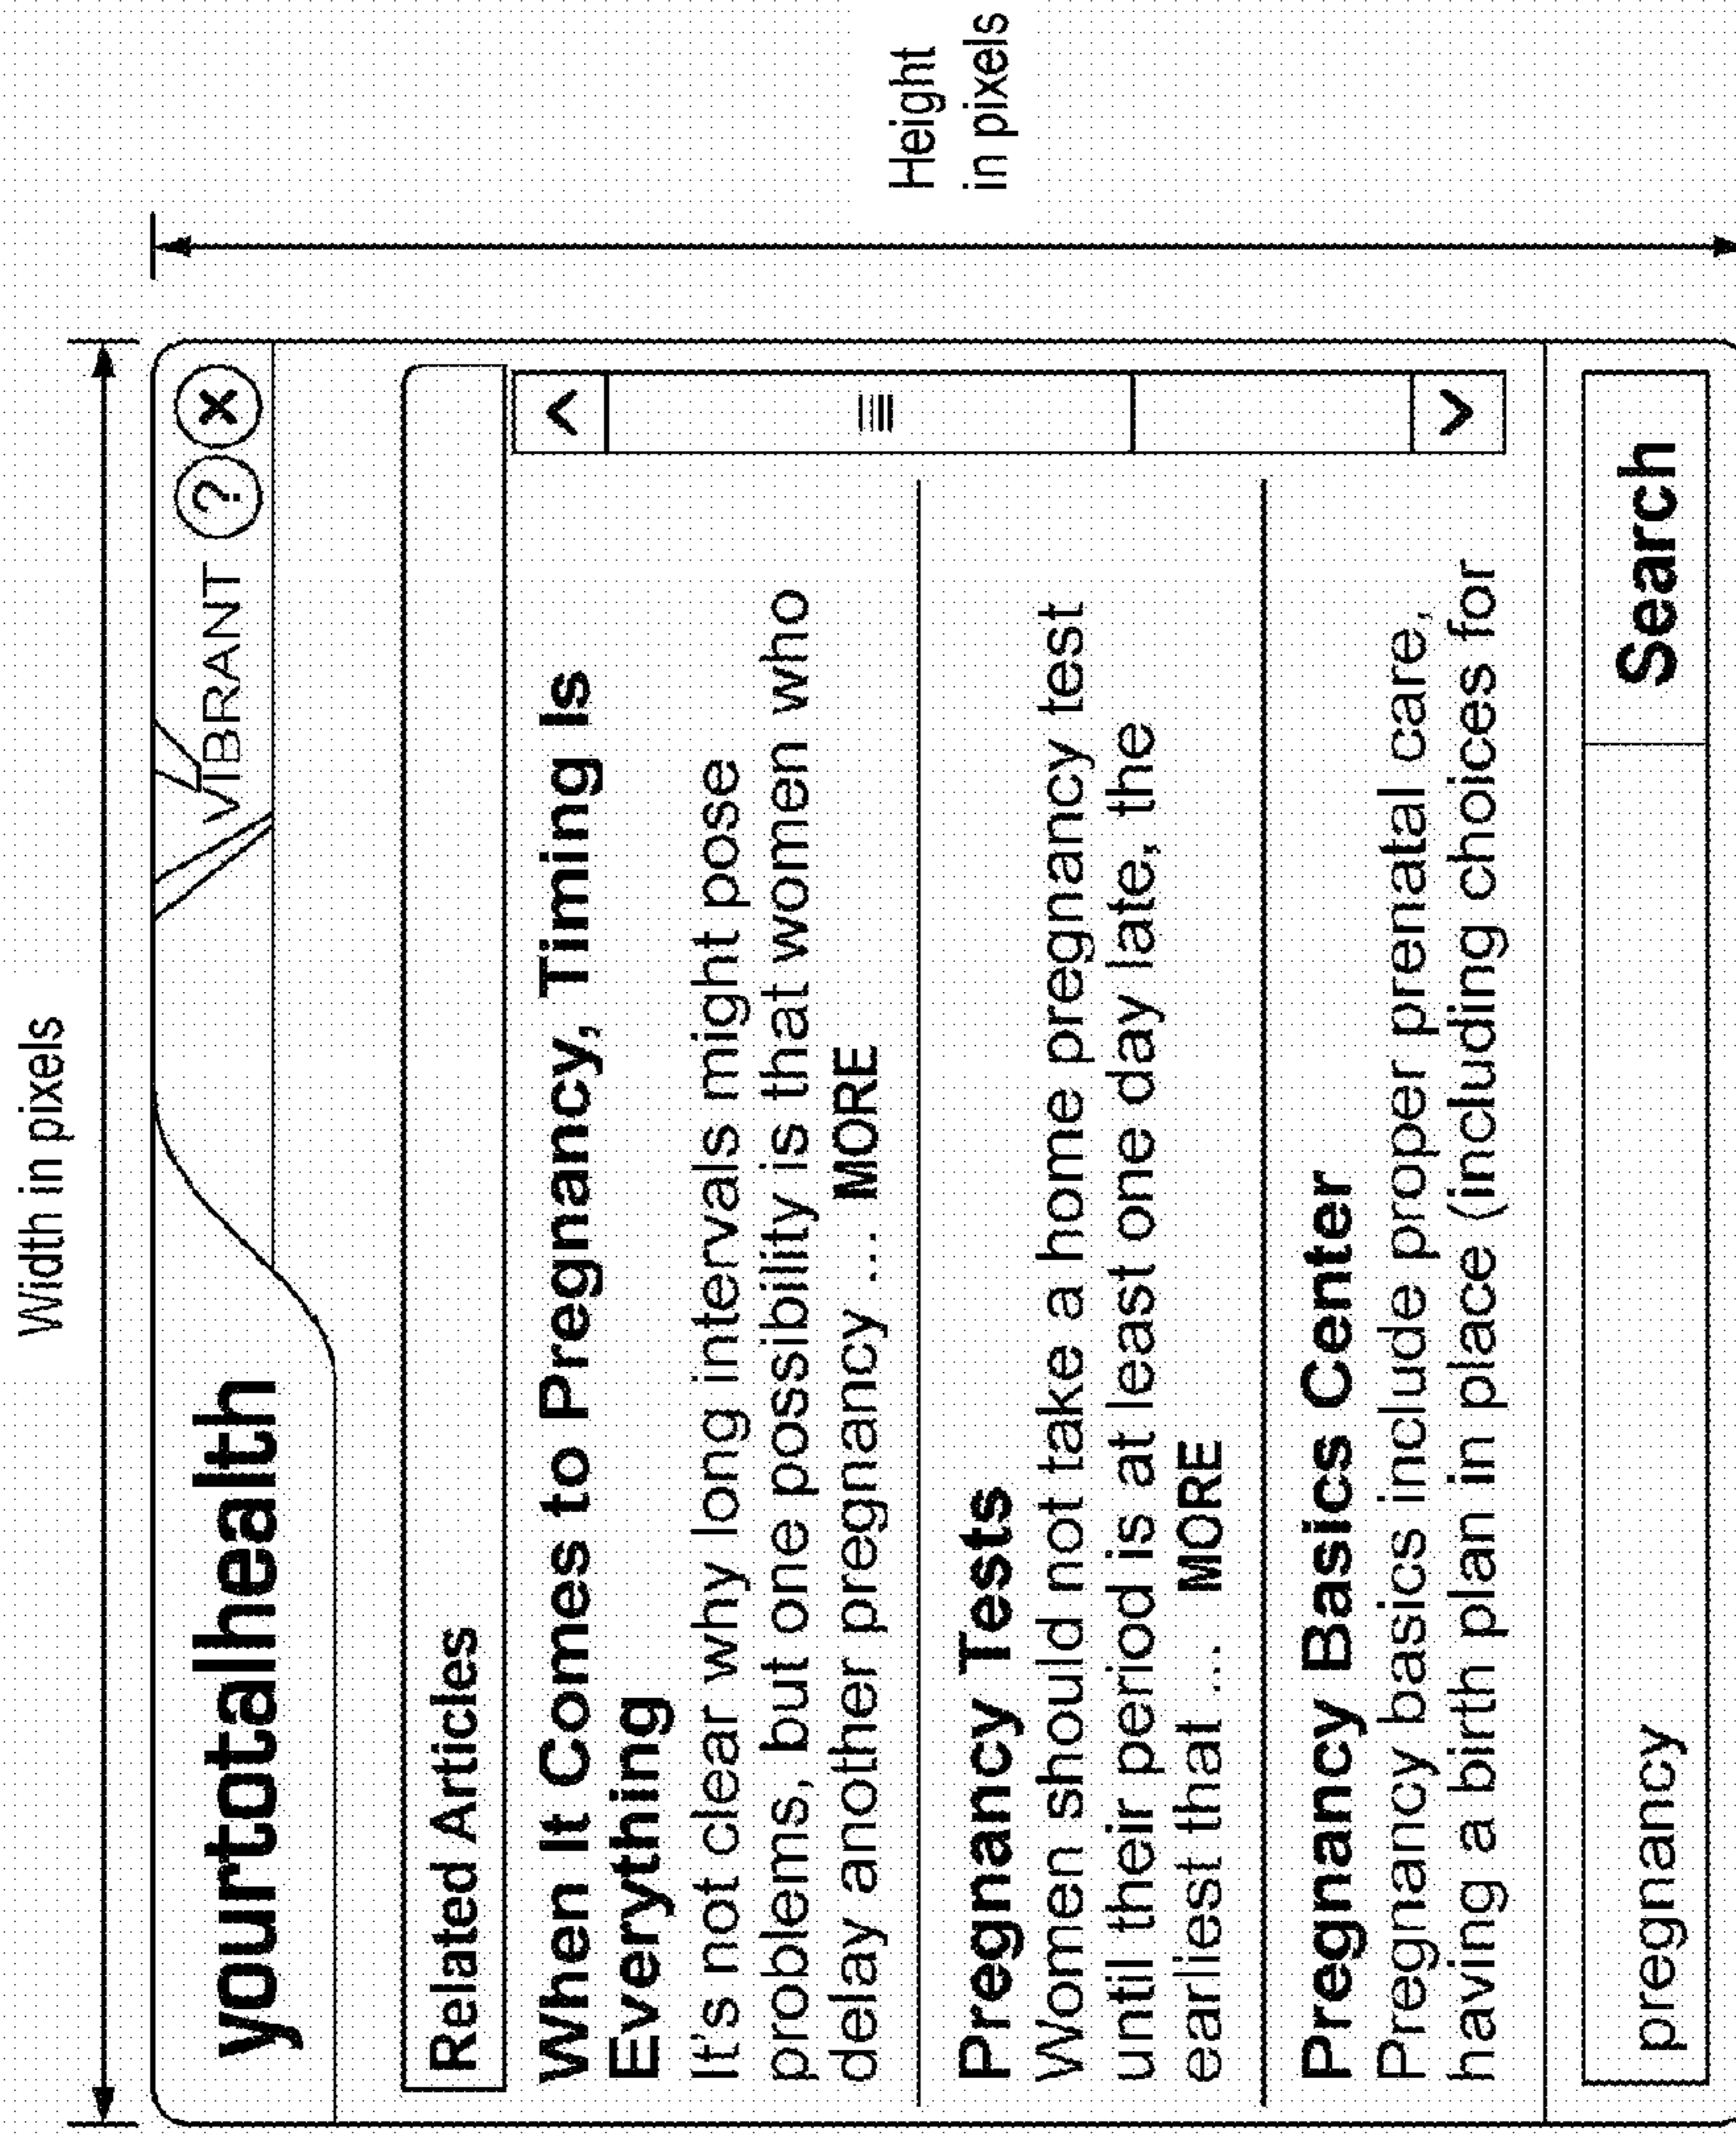 Width in pixels
yourtotalhealth
VIBRANT ? X
Height
in pixels
Related Articles
When It Comes to Pregnancy, Timing Is
Everything
It's not clear why long intervals might pose
problems, but one possibility is that women who
delay another pregnancy ... MORE
Pregnancy Tests
Women should not take a home pregnancy test
until their period is at least one day late, the
earliest that ... MORE
Pregnancy Basics Center
Pregnancy basics include proper prenatal care,
having a birth plan in place (including choices for
pregnancy
Search